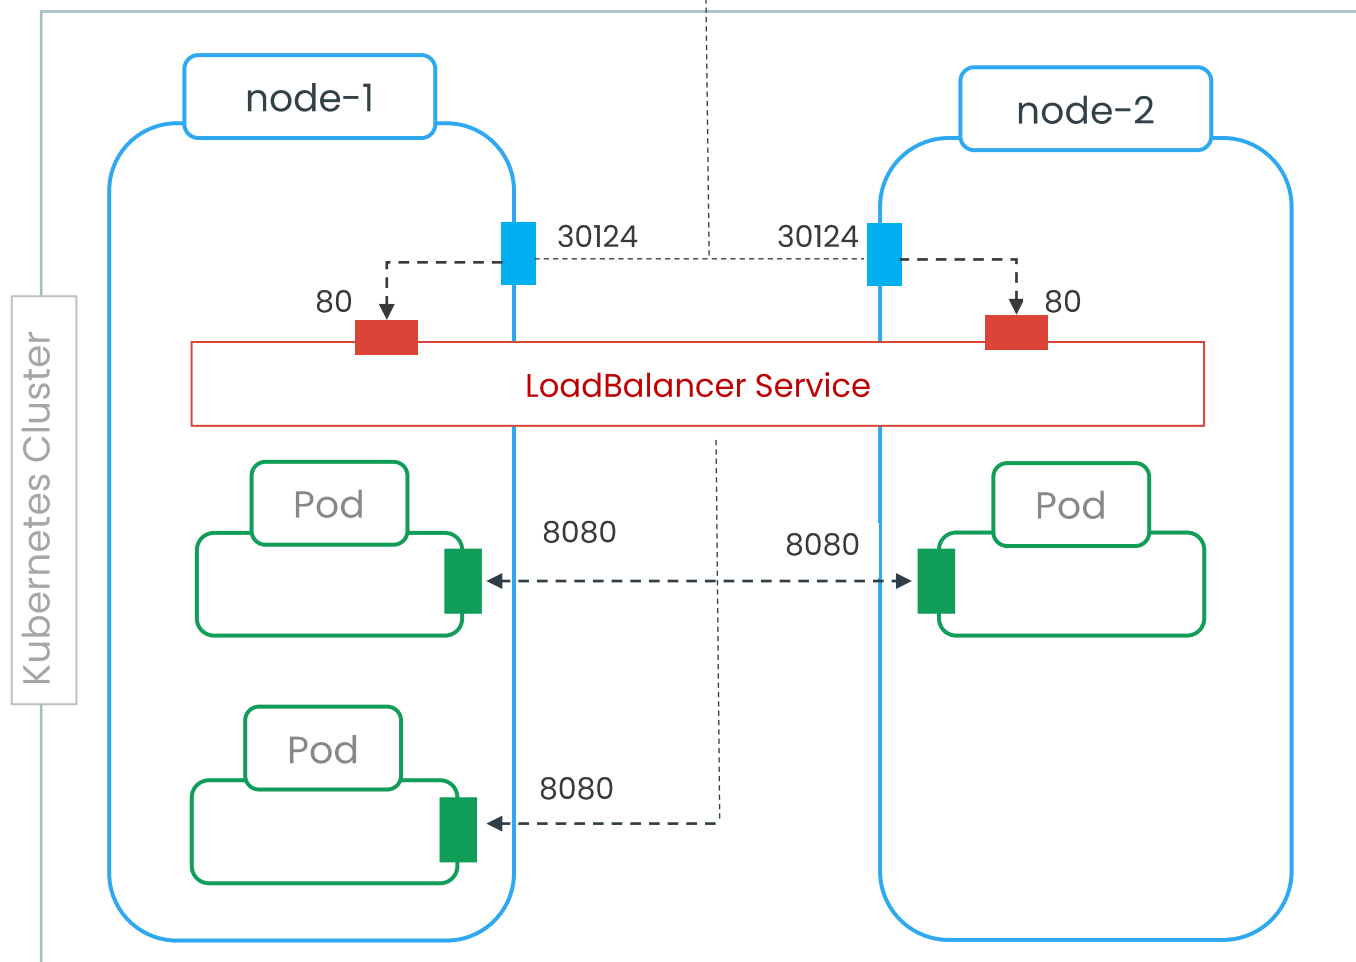 node-1
node-2
30124
30124
80
80
LoadBalancer Service
Kubernetes Cluster
Pod
Pod
8080
8080
Pod
8080